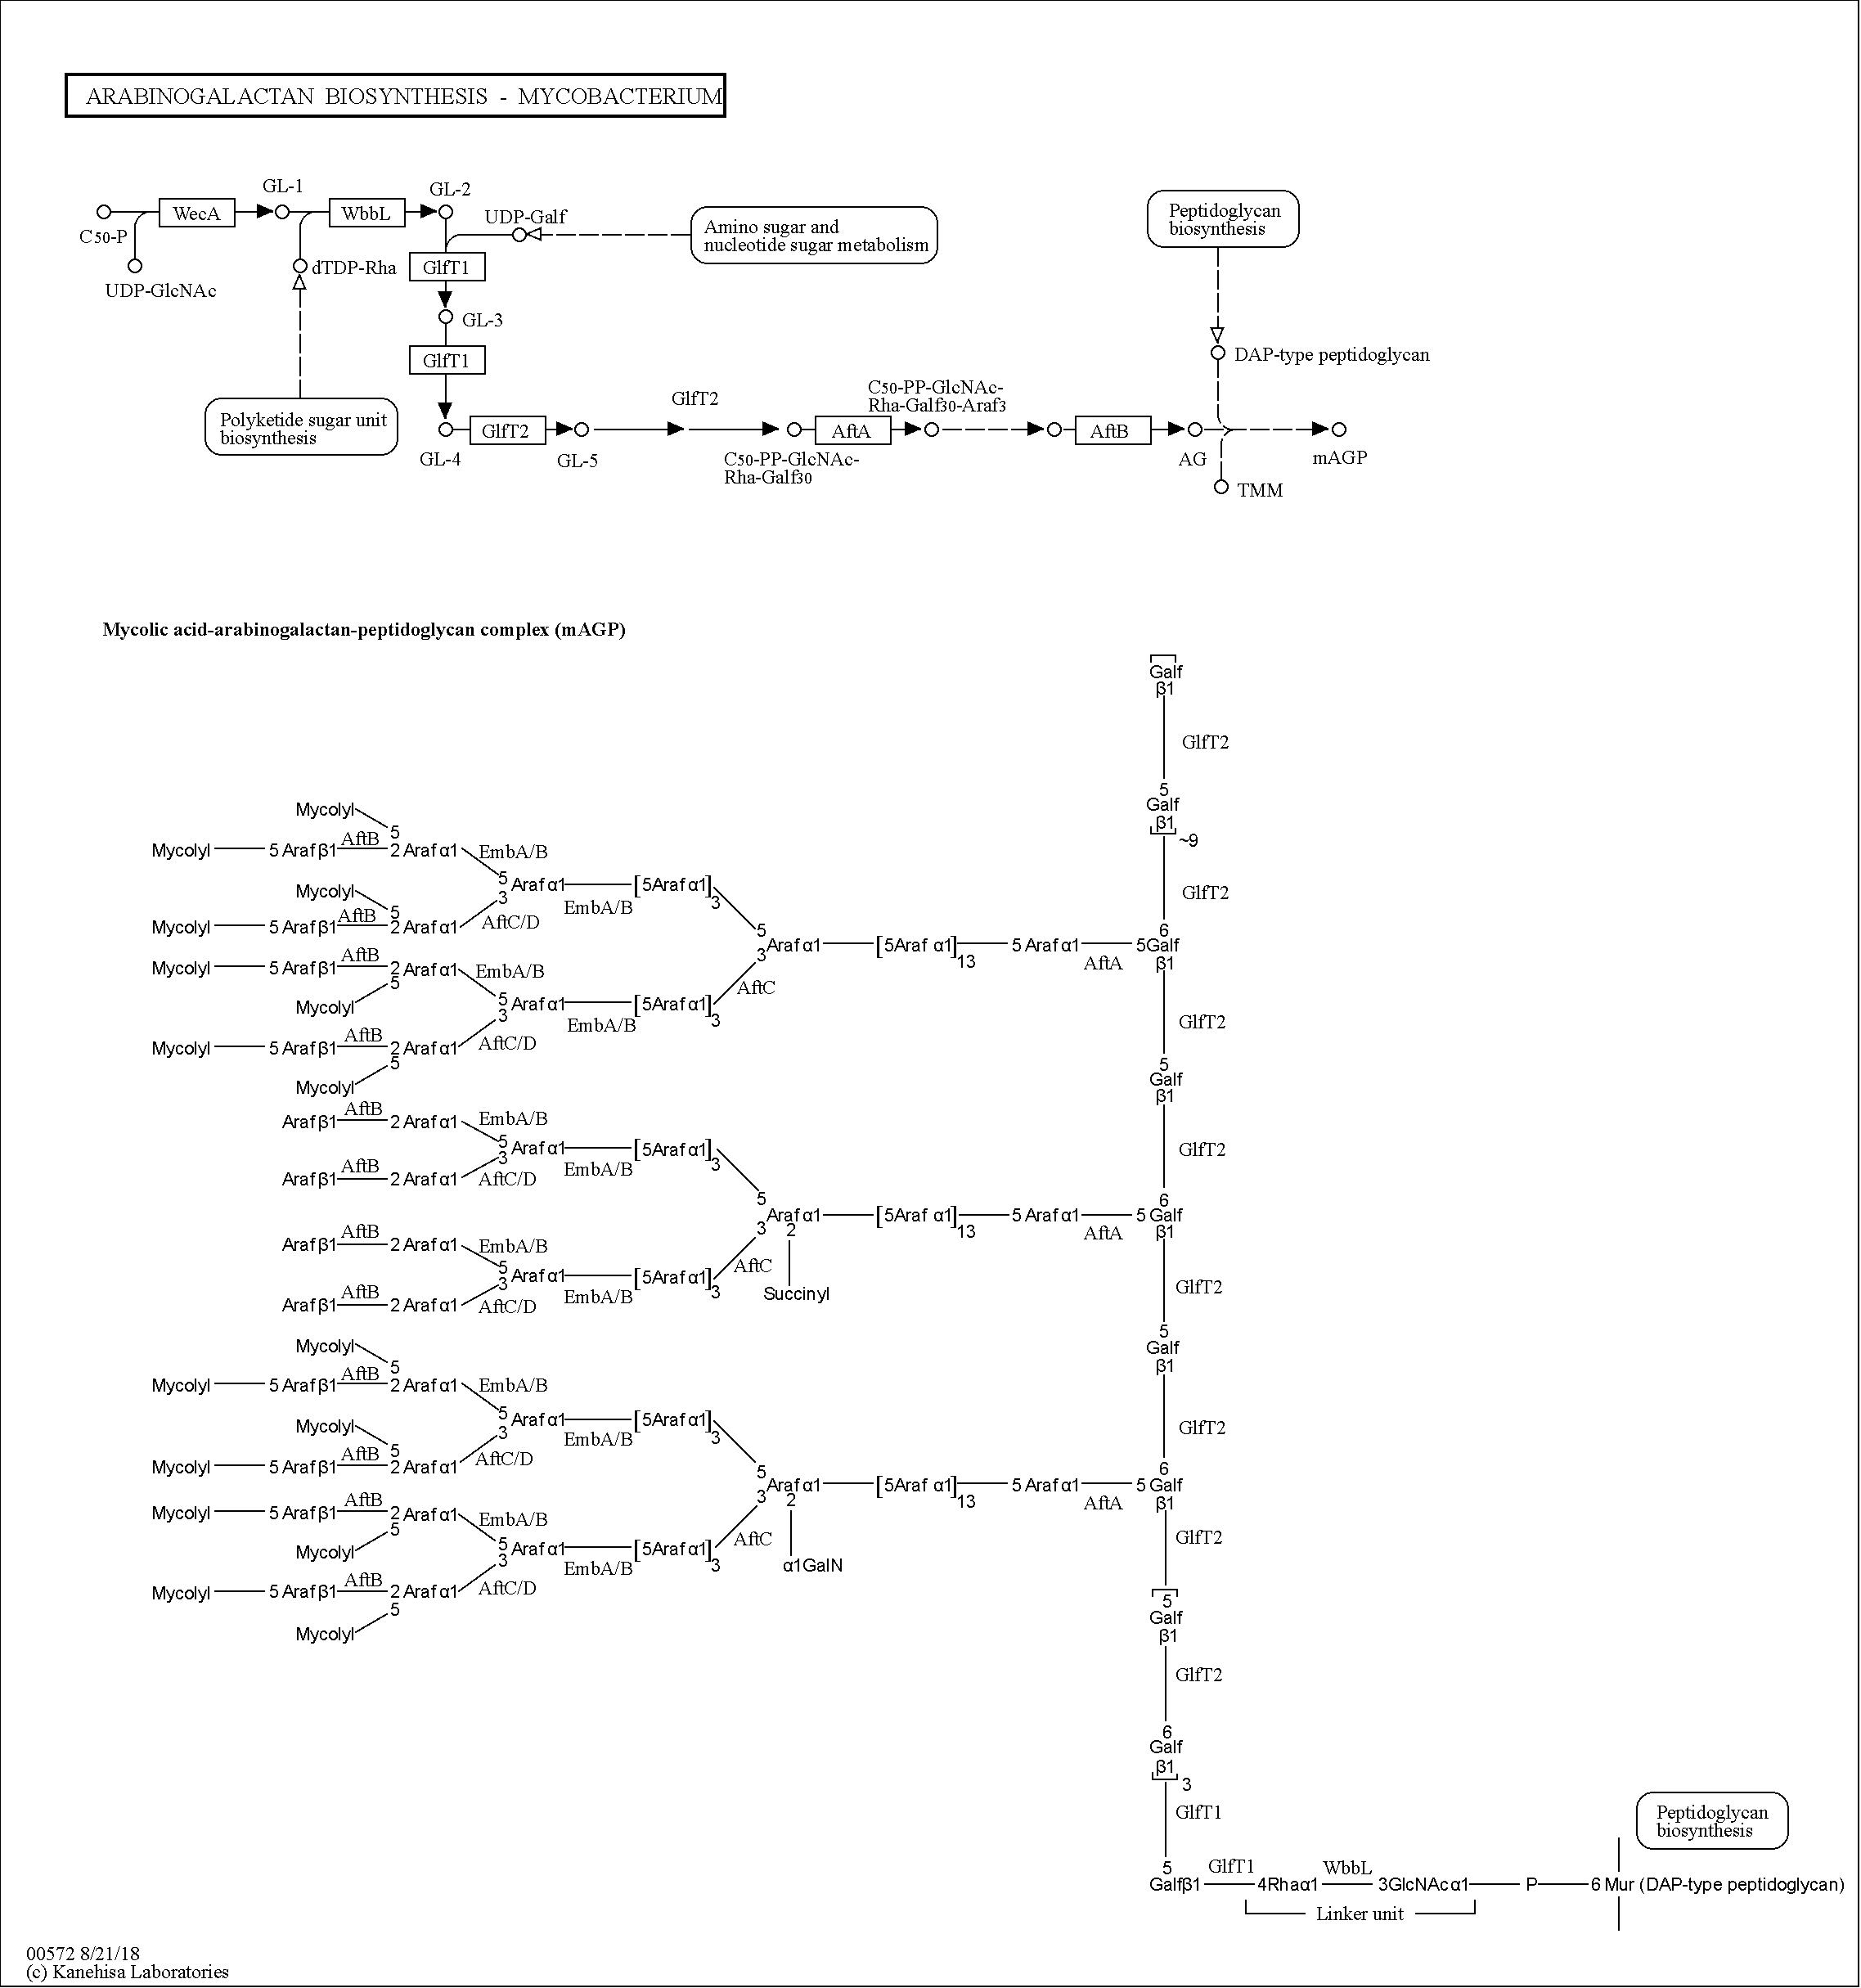 ARABINOGALACTAN BIOSYNTHESIS - MYCOBACTERIUM
GL-1
GL-2
WecA
WbbL
C50-P
UDP-GlcNAc
dTDP-Rha
UDP-Galf
Amino sugar and
nucleotide sugar metabolism
Peptidoglycan
biosynthesis
GlfT1
GL-3
GlfT1
Polyketide sugar unit
biosynthesis
DAP-type peptidoglycan
GlfT2
C50-PP-GlcNAc-
Rha-Galf30-Araf3
GlfT2
AftA
AftB
GL-4
GL-5
C50-PP-GlcNAc-
Rha-Galf30
AG
mAGP
TMM
Mycolic acid-arabinogalactan-peptidoglycan complex (mAGP)
Galf
β1
GlfT2
5
Galf
β1
~9
GlfT2
Mycolyl
5
Mycolyl 5 Araf β1 AftB 2 Araf α1 EmbA/B
5
Araf α1 EmbA/B [5Araf α1] 3
3
Mycolyl
5
Mycolyl 5 Araf β1 AftB 2 Araf α1 AftC/D
6
5 Araf α1 [5Araf α1] 13 5 Araf α1 AftA 5Galf
3
β1
Mycolyl 5 Araf β1 AftB 2 Araf α1 EmbA/B
5
Mycolyl
5
Araf α1 EmbA/B [5Araf α1] 3 AftC
3
GlfT2
Mycolyl 5 Araf β1 AftB 2 Araf α1 AftC/D
5
Mycolyl
5
Galf
β1
Araf β1 AftB 2 Araf α1 EmbA/B
5
Araf α1 EmbA/B [5Araf α1] 3
3
GlfT2
Araf β1 AftB 2 Araf α1 AftC/D
6
5 Araf α1 [5Araf α1] 13 5 Araf α1 AftA 5 Galf
3 2
β1
Araf β1 AftB 2 Araf α1 EmbA/B
5
Araf α1 EmbA/B [5Araf α1] 3 AftC
3
Succinyl
GlfT2
Araf β1 AftB 2 Araf α1 AftC/D
5
Galf
β1
Mycolyl
5
Mycolyl 5 Araf β1 AftB 2 Araf α1 EmbA/B
5
Araf α1 EmbA/B [5Araf α1] 3
3
GlfT2
Mycolyl
5
Mycolyl 5 Araf β1 AftB 2 Araf α1 AftC/D
6
5 Araf α1 [5Araf α1] 13 5 Araf α1 AftA 5 Galf
3 2
β1
Mycolyl 5 Araf β1 AftB 2 Araf α1 EmbA/B
5
Mycolyl
5
Araf α1 EmbA/B [5Araf α1] 3 AftC
3
α1GalN
GlfT2
Mycolyl 5 Araf β1 AftB 2 Araf α1 AftC/D
5
Mycolyl
5
Galf
β1
GlfT2
6
Galf
β1
3
GlfT1
Peptidoglycan
biosynthesis
5
Galfβ1 GlfT1 4Rhaα1 WbbL 3GlcNAcα1 P 6 Mur (DAP-type peptidoglycan)
Linker unit
00572 8/21/18
(c) Kanehisa Laboratories